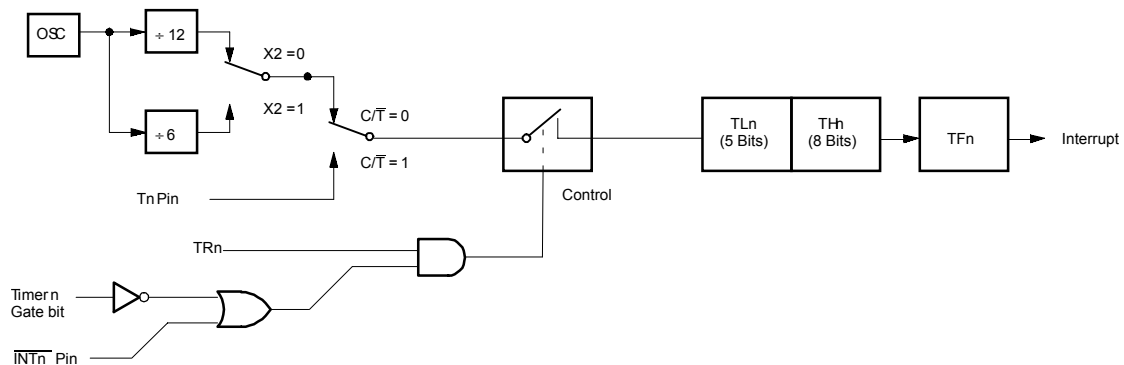 OSC
÷ 12
X2 = 0
X2 = 1
÷ 6
C/T̅ = 0
C/T̅ = 1
Tn Pin
Control
TLn
(5 Bits)
THn
(8 Bits)
TFn
Interrupt
TRn
Timer n
Gate bit
I̅N̅T̅n̅ Pin